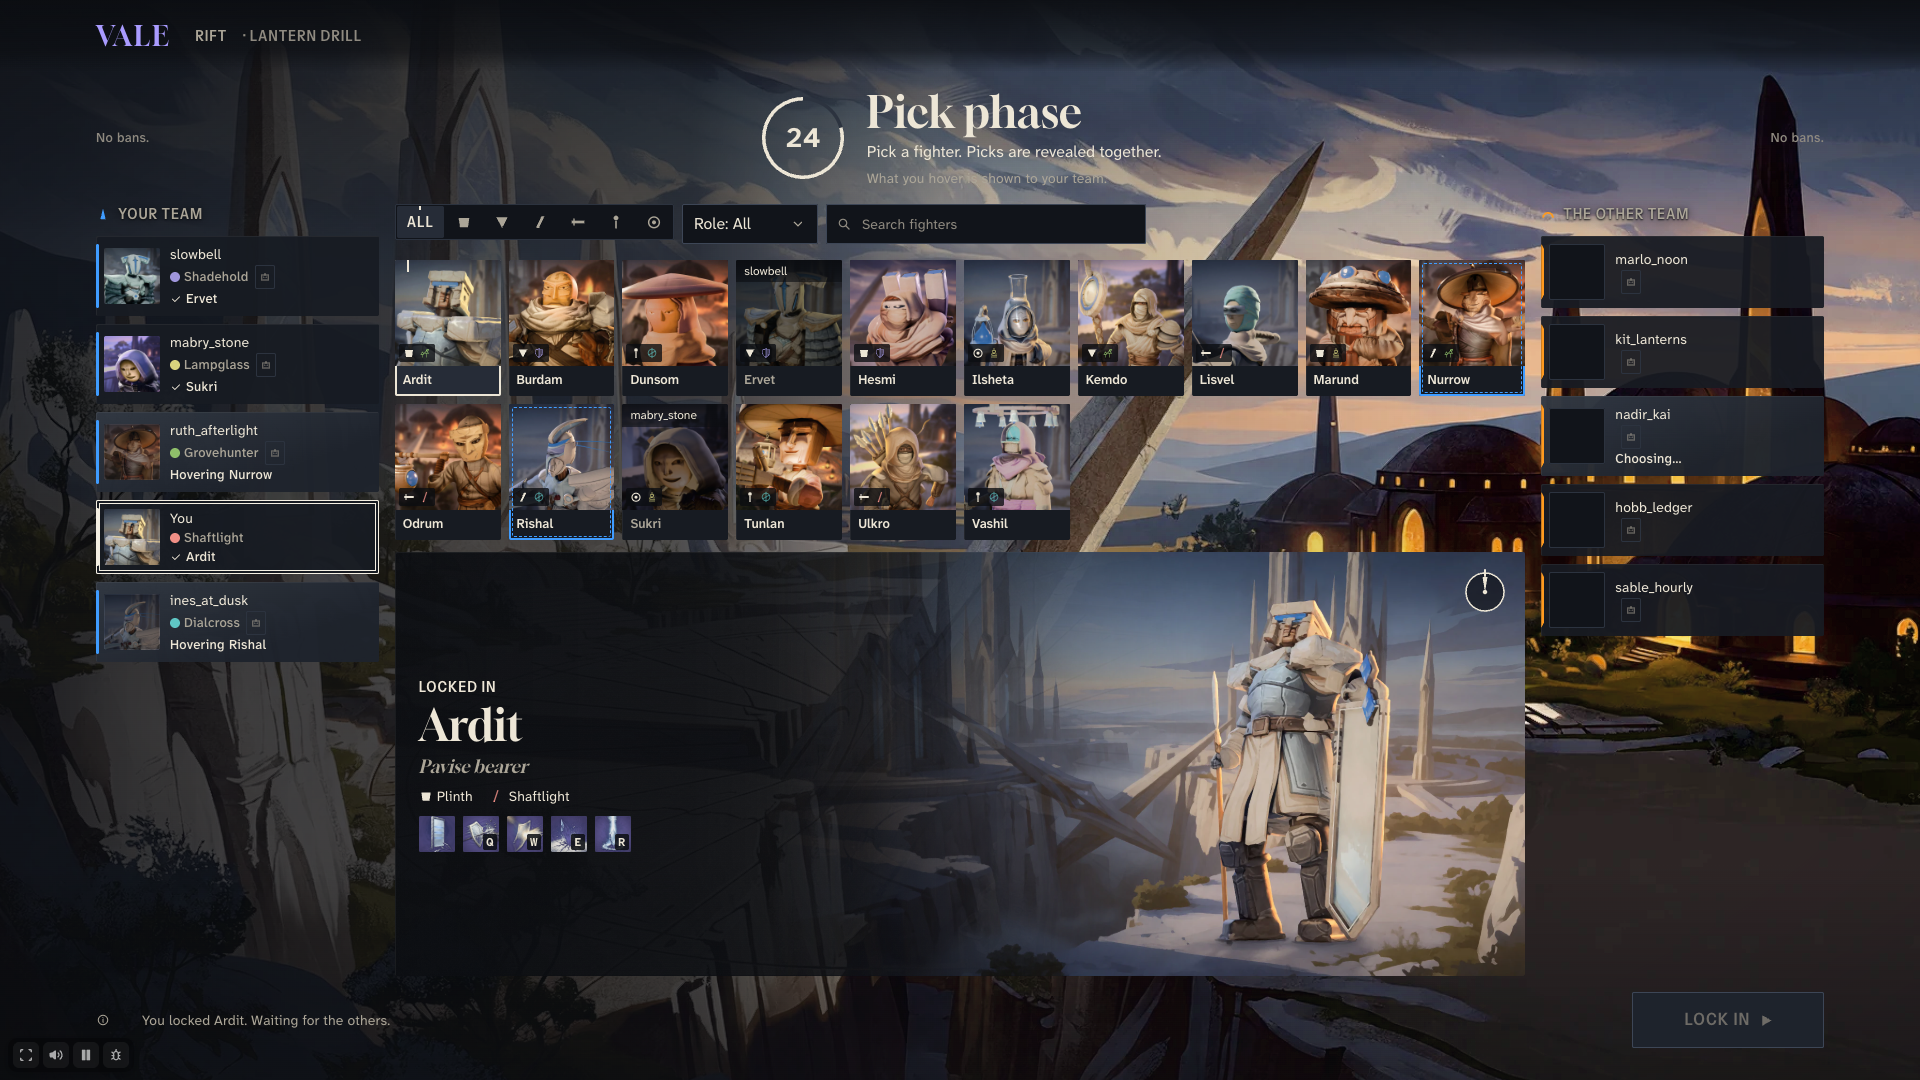 VALE RIFT · LANTERN DRILL
No bans.
24
Pick phase
Pick a fighter. Picks are revealed together.
What you hover is shown to your team.
No bans.
YOUR TEAM
slowbell
Shadehold
✓ Ervet
mabry_stone
Lampglass
✓ Sukri
ruth_afterlight
Grovehunter
Hovering Nurrow
You
Shaftlight
✓ Ardit
ines_at_dusk
Dialcross
Hovering Rishal
ALL
Role: All
Search fighters
Ardit
Burdam
Dunsom
slowbell
Ervet
Hesmi
Ilsheta
Kemdo
Lisvel
Marund
Nurrow
Odrum
Rishal
mabry_stone
Sukri
Tunlan
Ulkro
Vashil
LOCKED IN
Ardit
Pavise bearer
Plinth Shaftlight
Q W E R
THE OTHER TEAM
marlo_noon
kit_lanterns
nadir_kai
Choosing...
hobb_ledger
sable_hourly
You locked Ardit. Waiting for the others.
LOCK IN